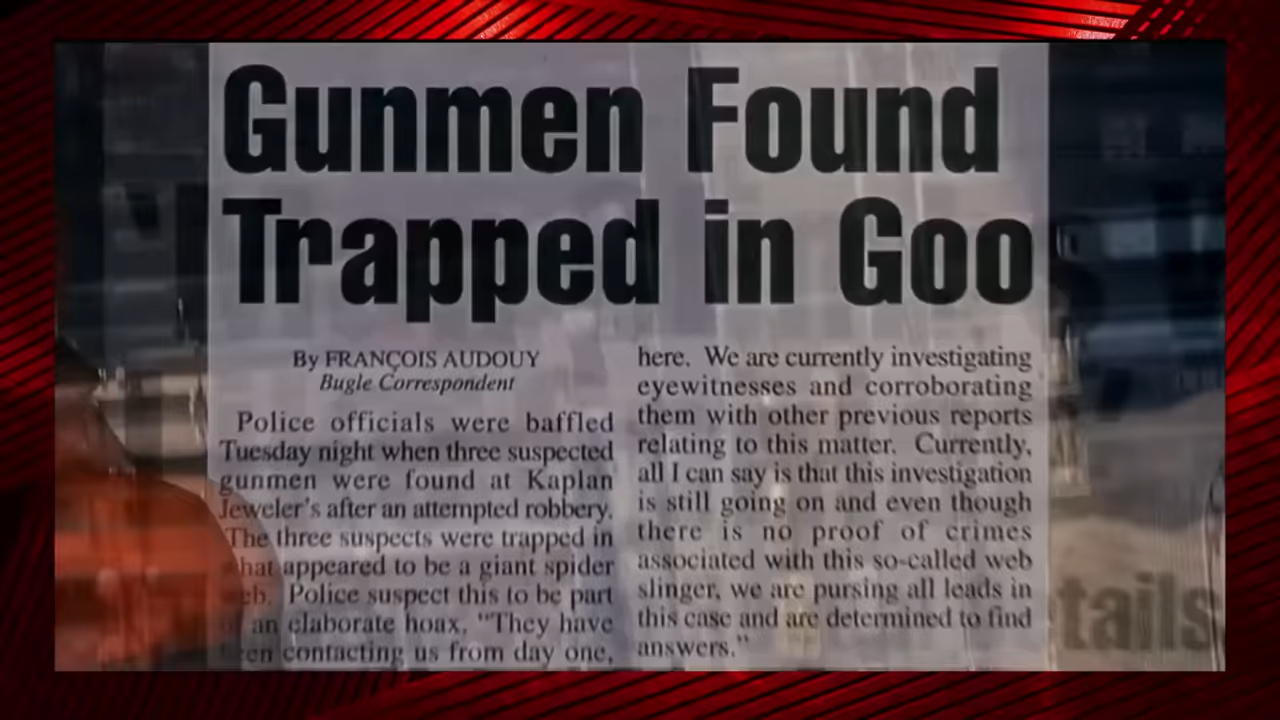 Gunmen Found
Trapped in Goo
By FRANÇOIS AUDOUY
Bugle Correspondent
Police officials were baffled
Tuesday night when three suspected
gunmen were found at Kaplan
Jeweler's after an attempted robbery.
The three suspects were trapped in
what appeared to be a giant spider
web. Police suspect this to be part
of an elaborate hoax. "They have
been contacting us from day one,
here. We are currently investigating
eyewitnesses and corroborating
them with other previous reports
relating to this matter. Currently,
all I can say is that this investigation
is still going on and even though
there is no proof of crimes
associated with this so-called web
slinger, we are pursing all leads in
this case and are determined to find
answers."
tails